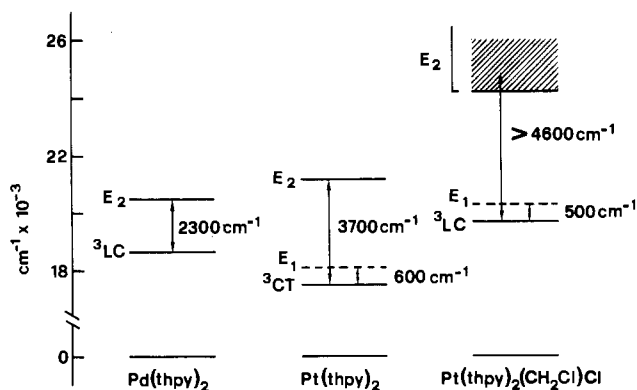 cm⁻¹ x 10⁻³
26
22
18
0
E₂
2300 cm⁻¹
³LC
Pd(thpy)₂
E₂
3700 cm⁻¹
E₁
³CT
600 cm⁻¹
Pt(thpy)₂
E₂
> 4600 cm⁻¹
E₁
³LC
500 cm⁻¹
Pt(thpy)₂(CH₂Cl)Cl